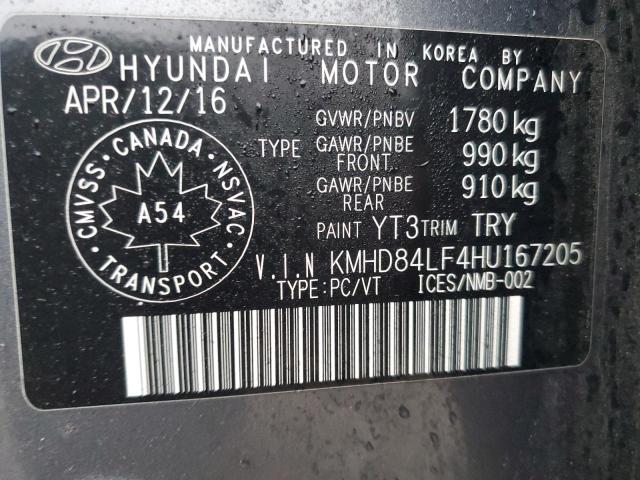 MANUFACTURED IN KOREA BY
HYUNDAI MOTOR COMPANY
APR/12/16
GVWR/PNBV 1780 kg
TYPE GAWR/PNBE FRONT 990 kg
GAWR/PNBE REAR 910 kg
PAINT YT3 TRIM TRY
CMVSS · CANADA · NSVAC
A54
TRANSPORT
V.I.N KMHD84LF4HU167205
TYPE:PC/VT ICES/NMB-002